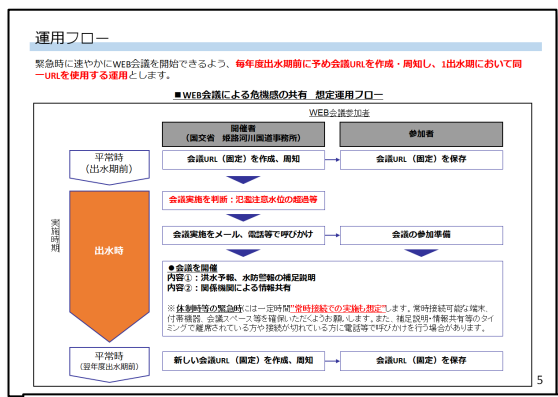 運用フロー
緊急時に速やかにWEB会議を開始できるよう、毎年度出水期前に予め会議URLを作成・周知し、1出水期において同
一URLを使用する運用とします。
■WEB会議による危機感の共有 想定運用フロー
WEB会議参加者
開催者
(国交省 姫路河川国道事務所)
参加者
平常時
(出水期前)
会議URL(固定)を作成、周知
会議URL(固定)を保存
実施時期
出水時
会議実施を判断:氾濫注意水位の超過等
会議実施をメール、電話等で呼びかけ
会議の参加準備
●会議を開催
内容①:洪水予報、水防警報の補足説明
内容②:関係機関による情報共有
※体制時等の緊急時には一定時間"常時接続での実施も想定"します。常時接続可能な端末、
付帯機器、会議スペース等を確保いただくようお願いします。また、補足説明・情報共有等のタイ
ミングで離席されている方や接続が切れている方に電話等で呼びかけを行う場合があります。
平常時
(翌年度出水期前)
新しい会議URL(固定)を作成、周知
会議URL(固定)を保存
5